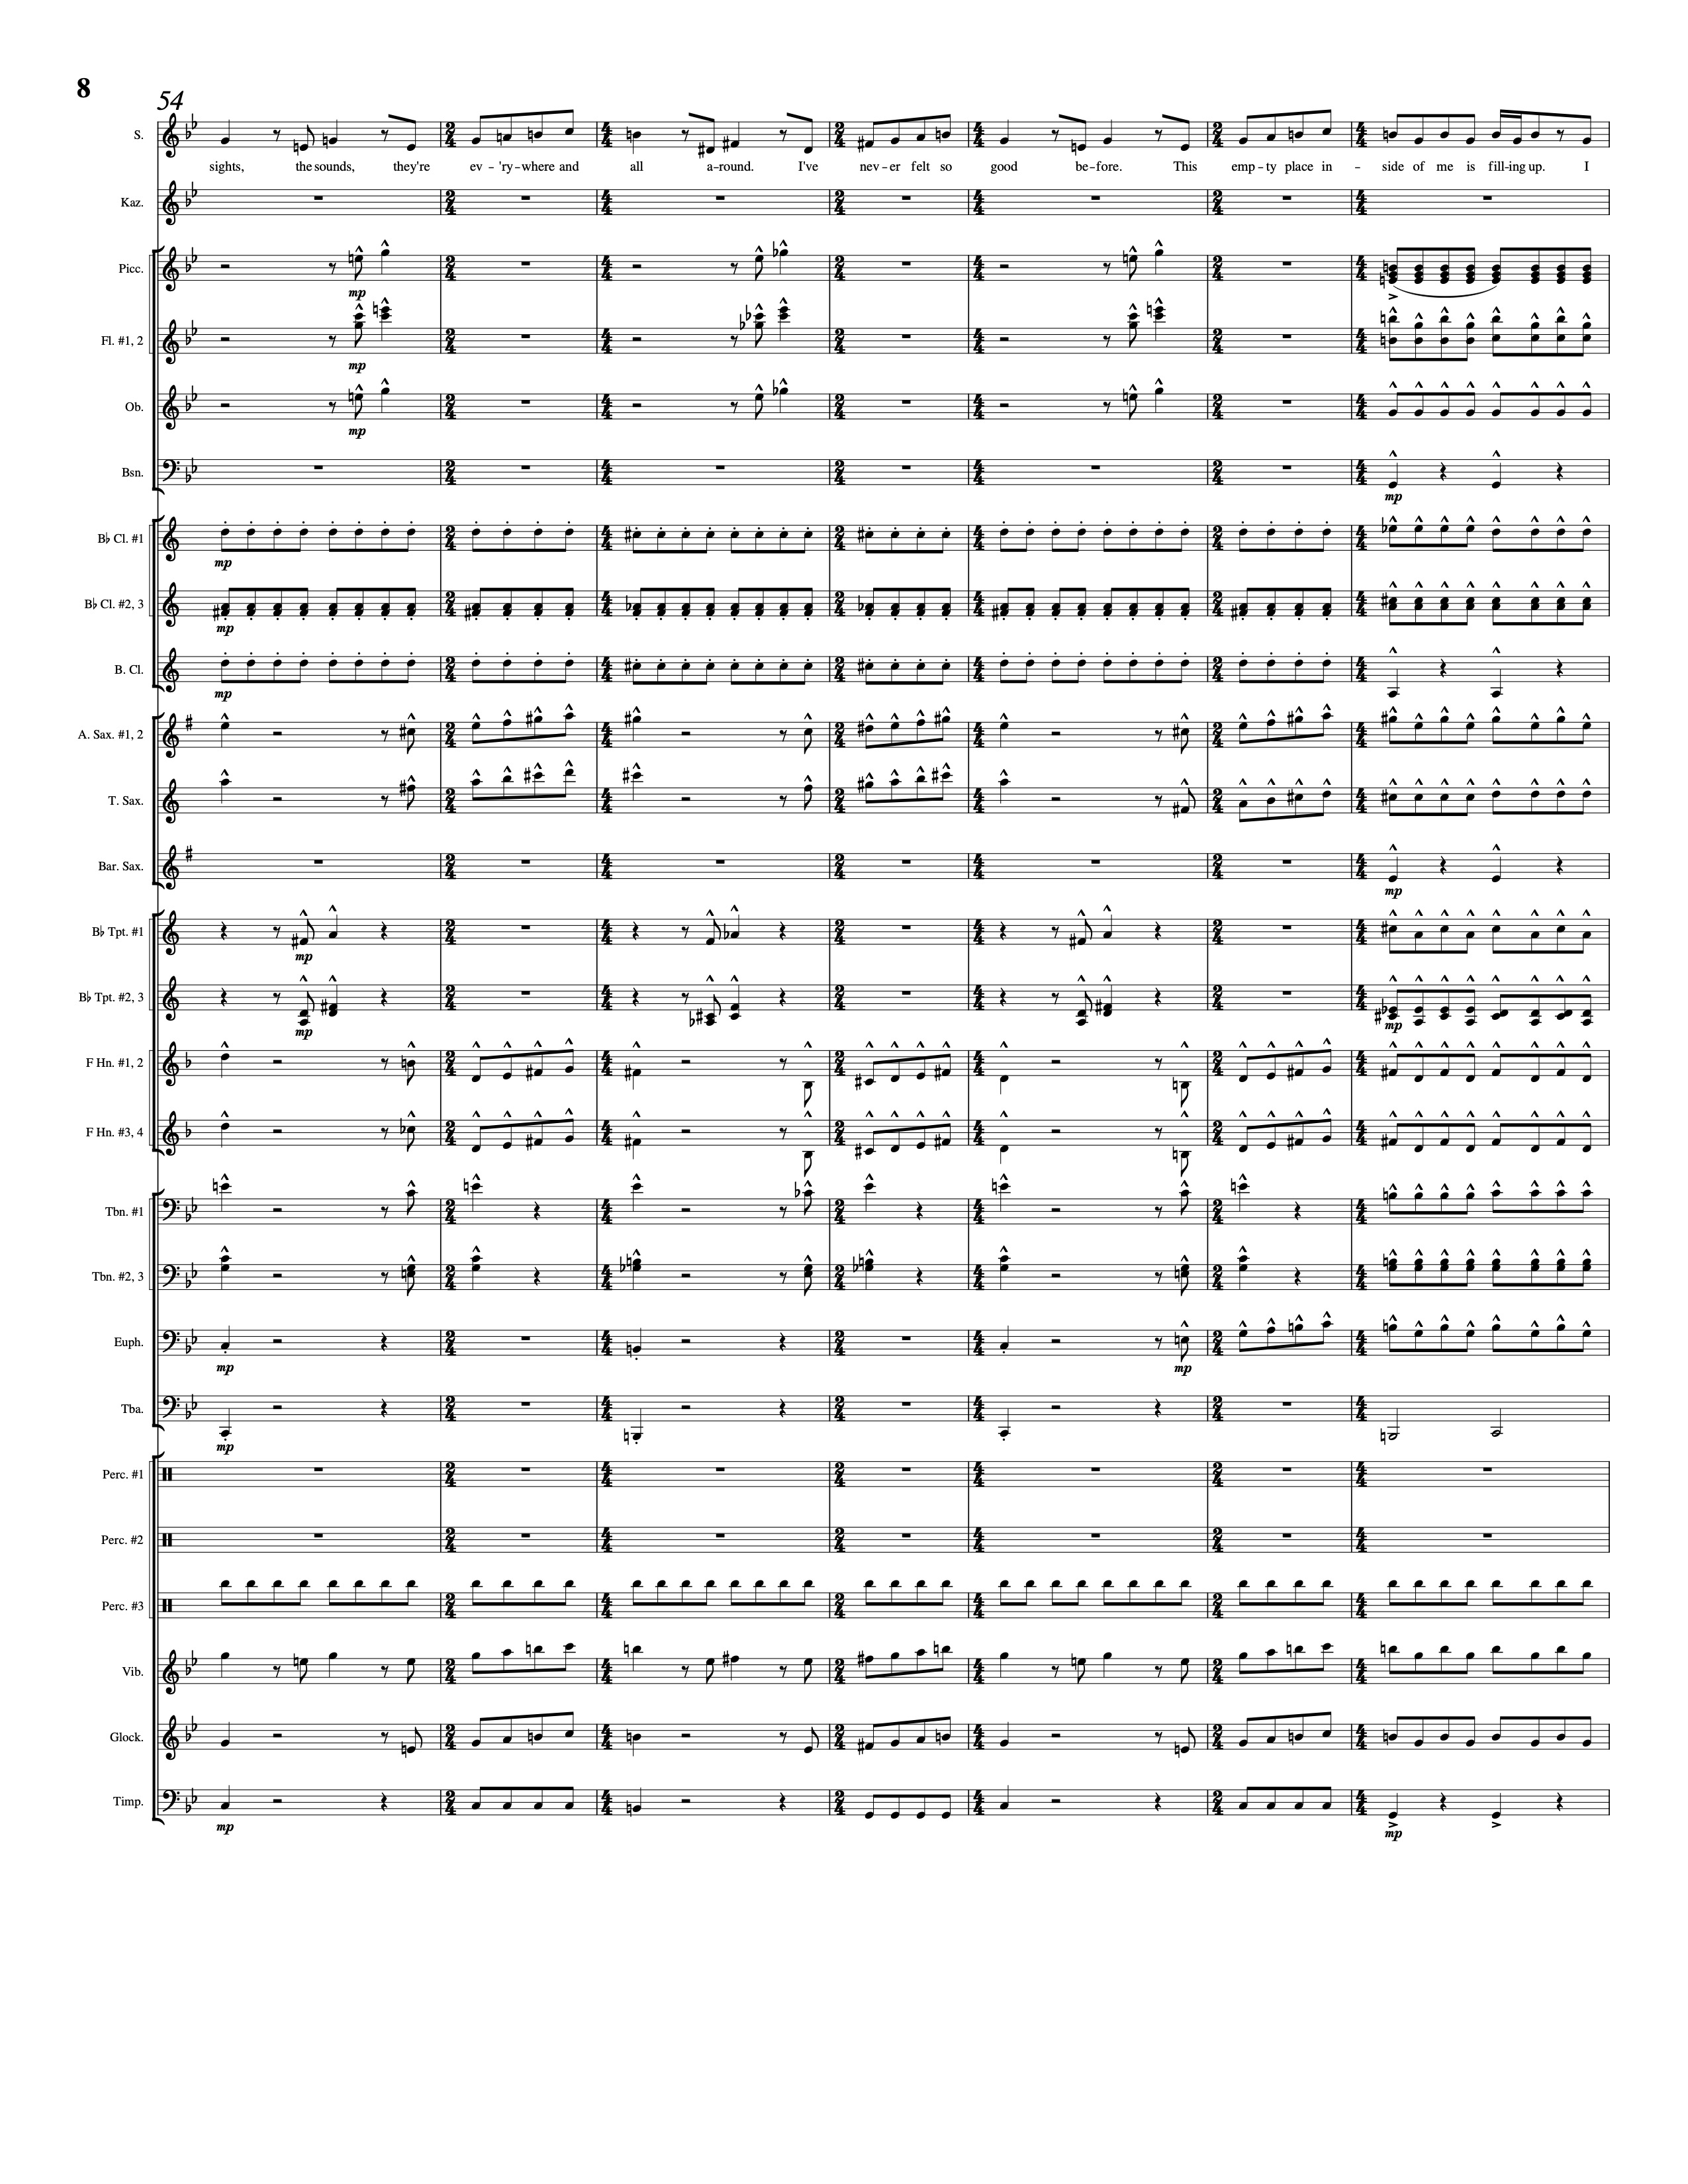 8
54
S.
sights, the sounds, they're ev - 'ry - where and all a - round. I've nev - er felt so good be - fore. This emp - ty place in - side of me is fill - ing up. I
Kaz.
Picc.
mp
Fl. #1, 2
mp
Ob.
mp
Bsn.
mp
B♭ Cl. #1
mp
B♭ Cl. #2, 3
mp
B. Cl.
mp
A. Sax. #1, 2
T. Sax.
Bar. Sax.
mp
B♭ Tpt. #1
mp
B♭ Tpt. #2, 3
mp mp
F Hn. #1, 2
F Hn. #3, 4
Tbn. #1
Tbn. #2, 3
Euph.
mp mp
Tba.
mp
Perc. #1
Perc. #2
Perc. #3
Vib.
Glock.
Timp.
mp mp